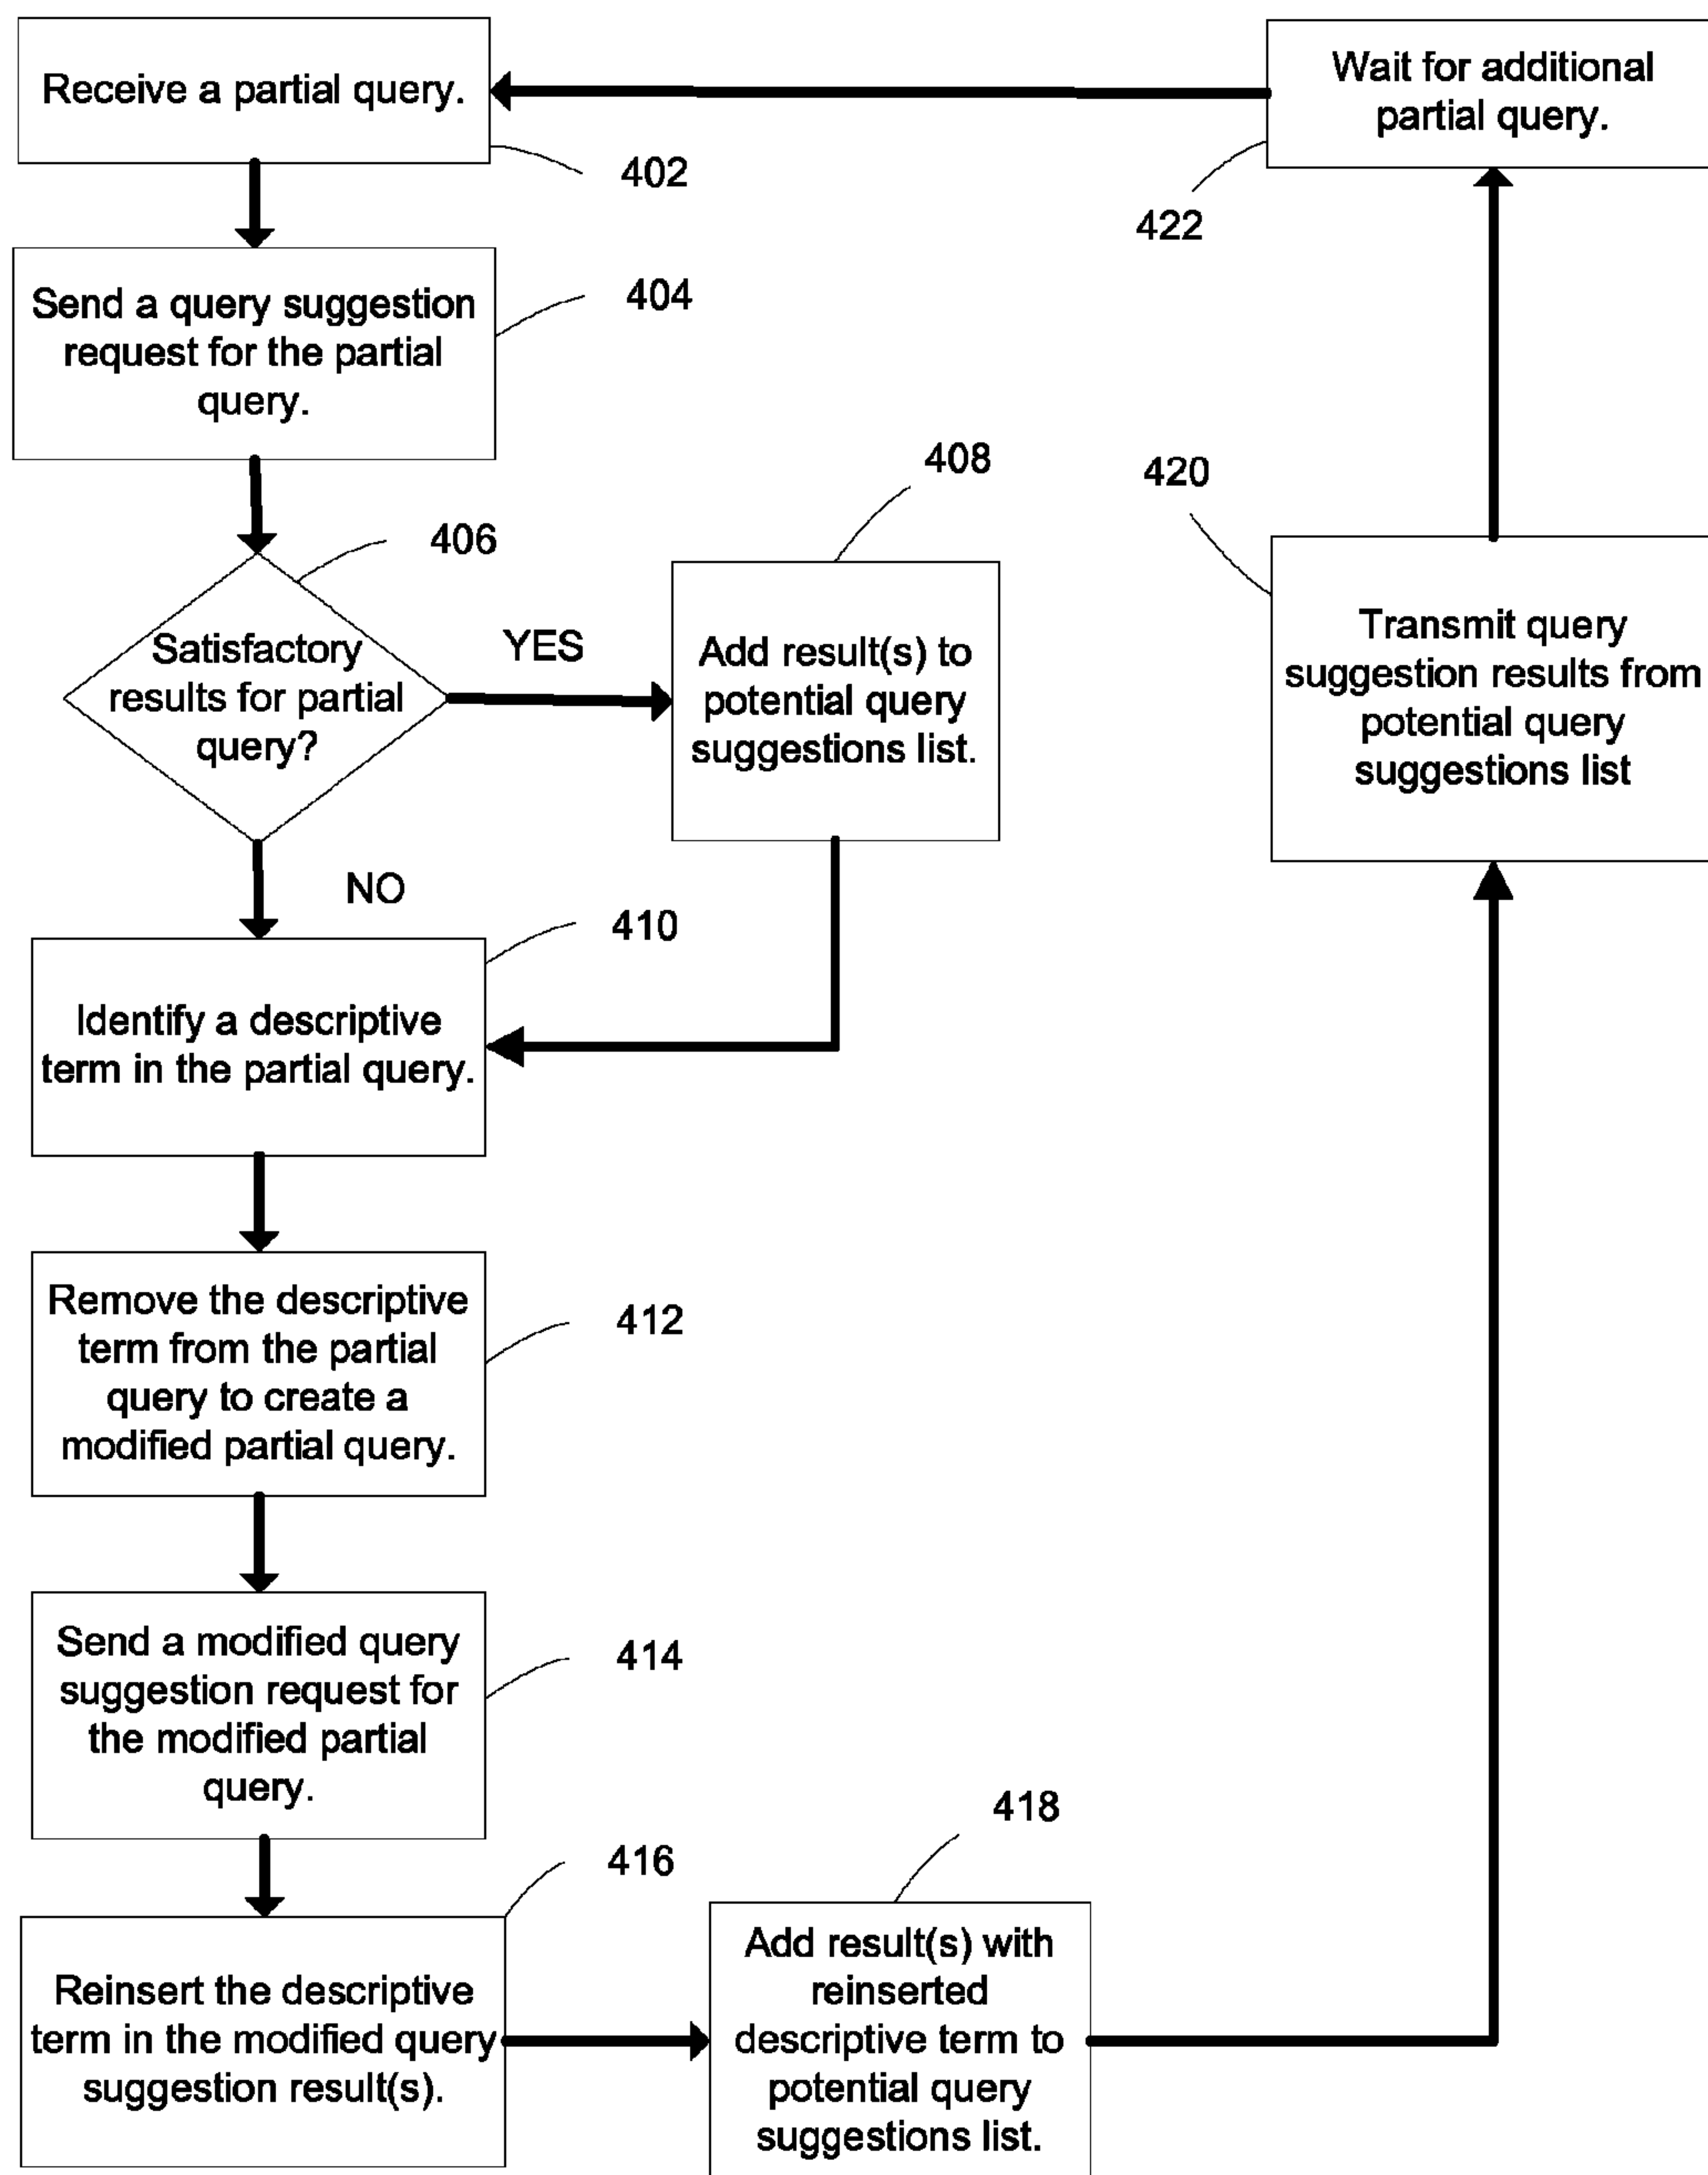 Receive a partial query.
402
Wait for additional
partial query.
422
Send a query suggestion
request for the partial
query.
404
406
Satisfactory
results for partial
query?
YES
NO
408
Add result(s) to
potential query
suggestions list.
420
Transmit query
suggestion results from
potential query
suggestions list
410
Identify a descriptive
term in the partial query.
Remove the descriptive
term from the partial
query to create a
modified partial query.
412
Send a modified query
suggestion request for
the modified partial
query.
414
416
Reinsert the descriptive
term in the modified query
suggestion result(s).
418
Add result(s) with
reinserted
descriptive term to
potential query
suggestions list.